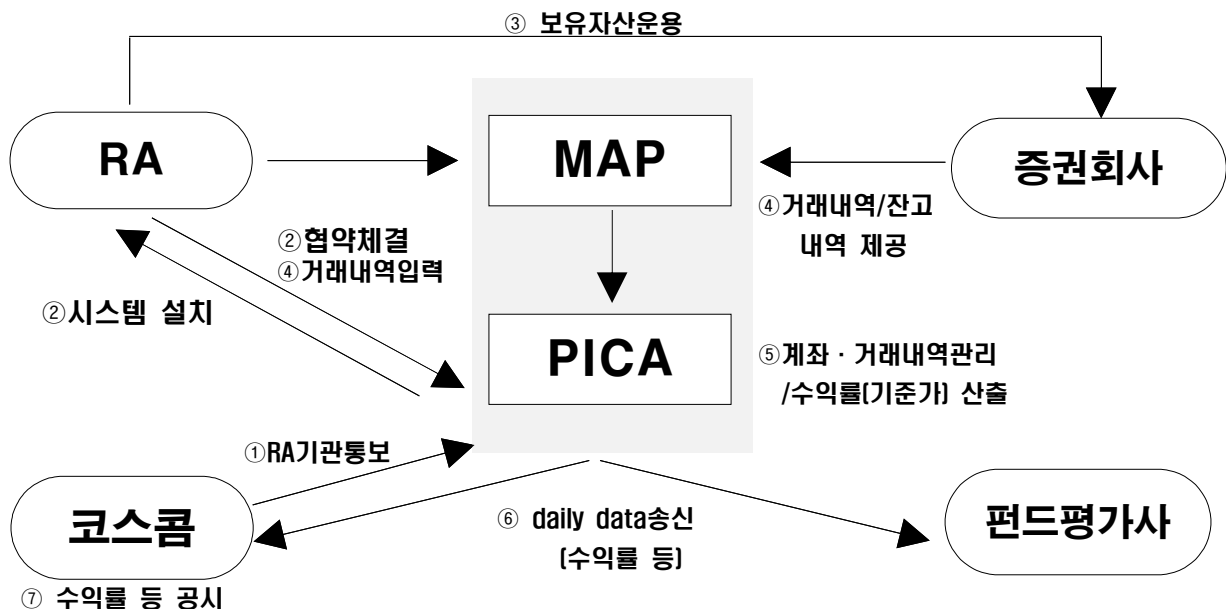 ③ 보유자산운용
RA
MAP
증권회사
④거래내역/잔고
내역 제공
②협약체결
④거래내역입력
②시스템 설치
PICA
⑤계좌 · 거래내역관리
/수익률(기준가) 산출
①RA기관통보
코스콤
⑥ daily data송신
(수익률 등)
펀드평가사
⑦ 수익률 등 공시